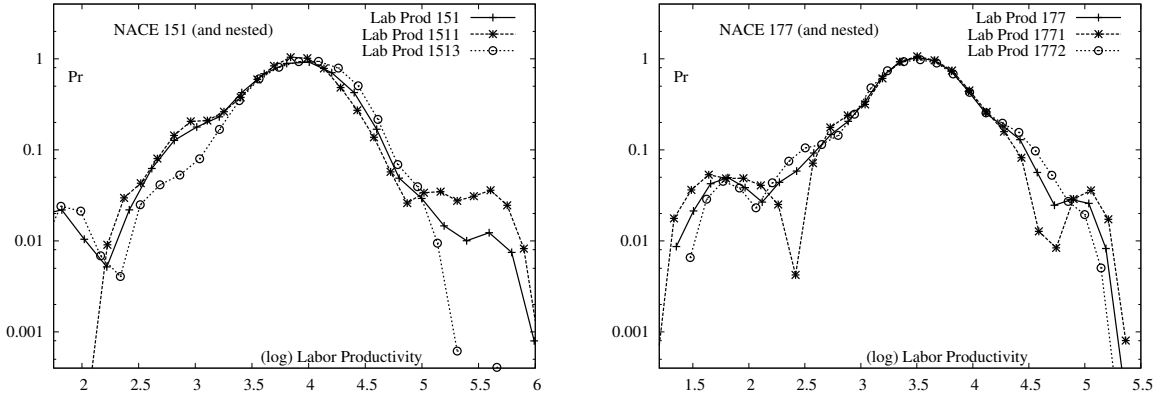 NACE 151 (and nested)
Lab Prod 151
Lab Prod 1511
Lab Prod 1513
Pr
1
0.1
0.01
0.001
(log) Labor Productivity
2 2.5 3 3.5 4 4.5 5 5.5 6
NACE 177 (and nested)
Lab Prod 177
Lab Prod 1771
Lab Prod 1772
Pr
1
0.1
0.01
0.001
(log) Labor Productivity
1.5 2 2.5 3 3.5 4 4.5 5 5.5